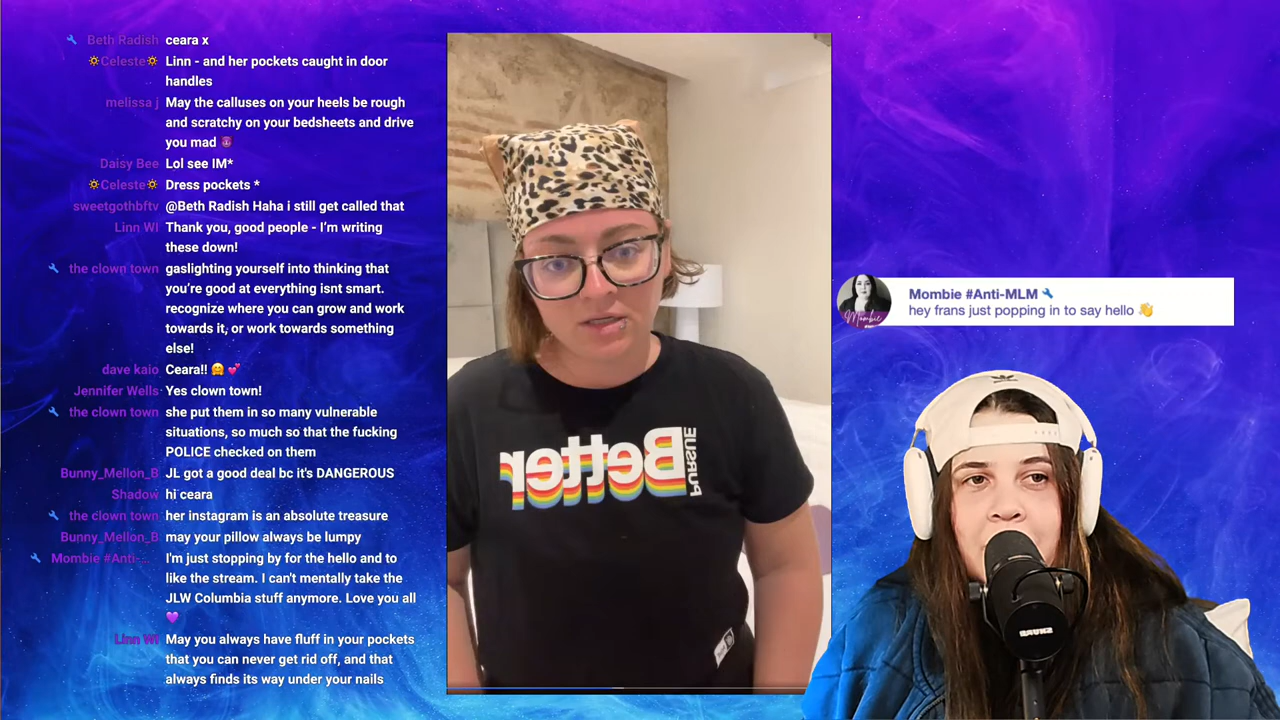 Beth Radish ceara x
Celeste Linn - and her pockets caught in door
handles
melissa j May the calluses on your heels be rough
and scratchy on your bedsheets and drive
you mad
Daisy Bee Lol see IM*
Celeste Dress pockets *
sweetgothbftv @Beth Radish Haha i still get called that
Linn WI Thank you, good people - I'm writing
these down!
the clown town gaslighting yourself into thinking that
you're good at everything isnt smart.
recognize where you can grow and work
towards it, or work towards something
else!
dave kaio Ceara!! 🤗 💕
Jennifer Wells Yes clown town!
the clown town she put them in so many vulnerable
situations, so much so that the fucking
POLICE checked on them
Bunny_Mellon_B JL got a good deal bc it's DANGEROUS
Shadow hi ceara
the clown town her instagram is an absolute treasure
Bunny_Mellon_B may your pillow always be lumpy
Mombie #Anti-... I'm just stopping by for the hello and to
like the stream. I can't mentally take the
JLW Columbia stuff anymore. Love you all
💜
Linn WI May you always have fluff in your pockets
that you can never get rid off, and that
always finds its way under your nails
Better
PURSUE
Mombie #Anti-MLM
hey frans just popping in to say hello 👋
Mombie
SHURE